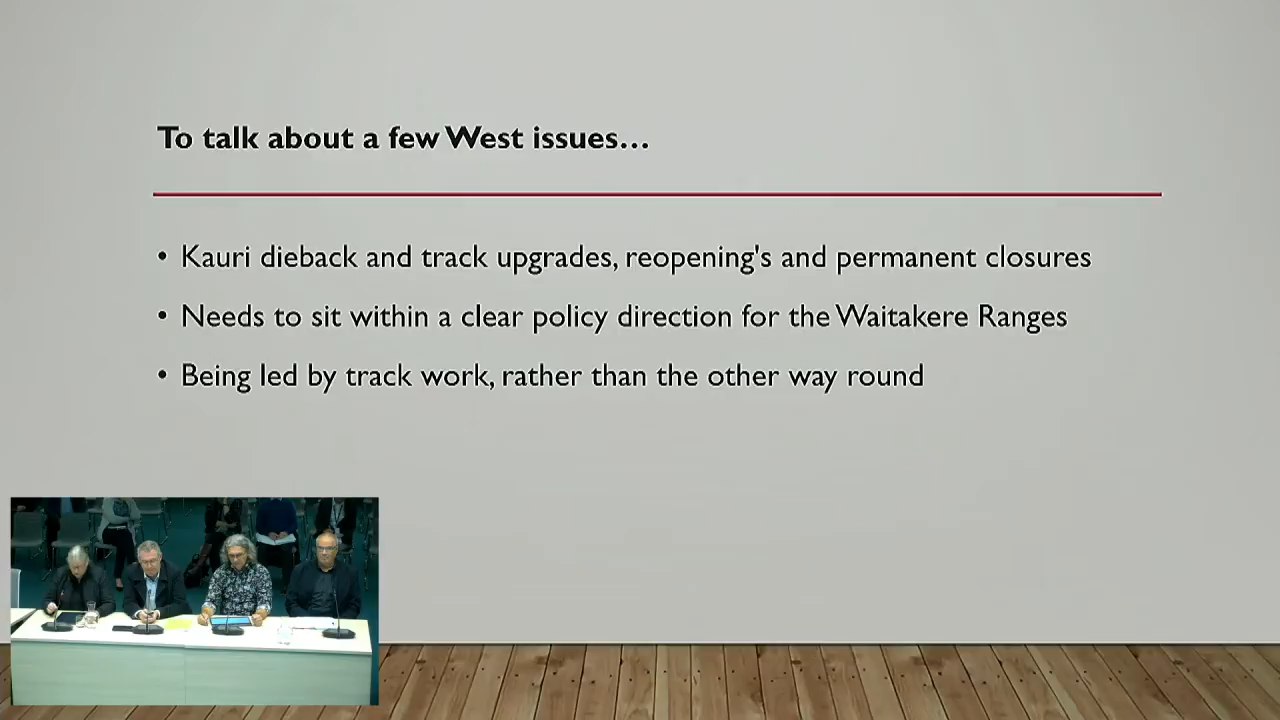 To talk about a few West issues…
• Kauri dieback and track upgrades, reopening's and permanent closures
• Needs to sit within a clear policy direction for the Waitakere Ranges
• Being led by track work, rather than the other way round